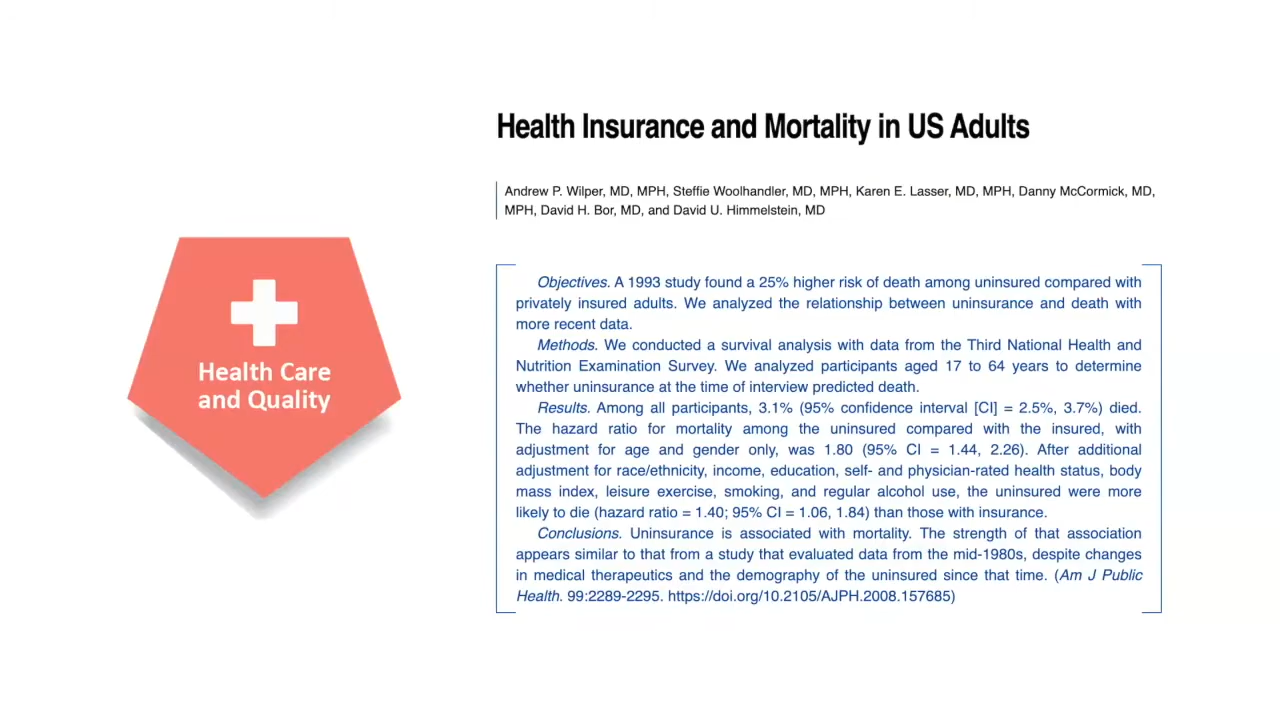 Health Insurance and Mortality in US Adults
Andrew P. Wilper, MD, MPH, Steffie Woolhandler, MD, MPH, Karen E. Lasser, MD, MPH, Danny McCormick, MD,
MPH, David H. Bor, MD, and David U. Himmelstein, MD
Health Care
and Quality
Objectives. A 1993 study found a 25% higher risk of death among uninsured compared with
privately insured adults. We analyzed the relationship between uninsurance and death with
more recent data.
Methods. We conducted a survival analysis with data from the Third National Health and
Nutrition Examination Survey. We analyzed participants aged 17 to 64 years to determine
whether uninsurance at the time of interview predicted death.
Results. Among all participants, 3.1% (95% confidence interval [CI] = 2.5%, 3.7%) died.
The hazard ratio for mortality among the uninsured compared with the insured, with
adjustment for age and gender only, was 1.80 (95% CI = 1.44, 2.26). After additional
adjustment for race/ethnicity, income, education, self- and physician-rated health status, body
mass index, leisure exercise, smoking, and regular alcohol use, the uninsured were more
likely to die (hazard ratio = 1.40; 95% CI = 1.06, 1.84) than those with insurance.
Conclusions. Uninsurance is associated with mortality. The strength of that association
appears similar to that from a study that evaluated data from the mid-1980s, despite changes
in medical therapeutics and the demography of the uninsured since that time. (Am J Public
Health. 99:2289-2295. https://doi.org/10.2105/AJPH.2008.157685)